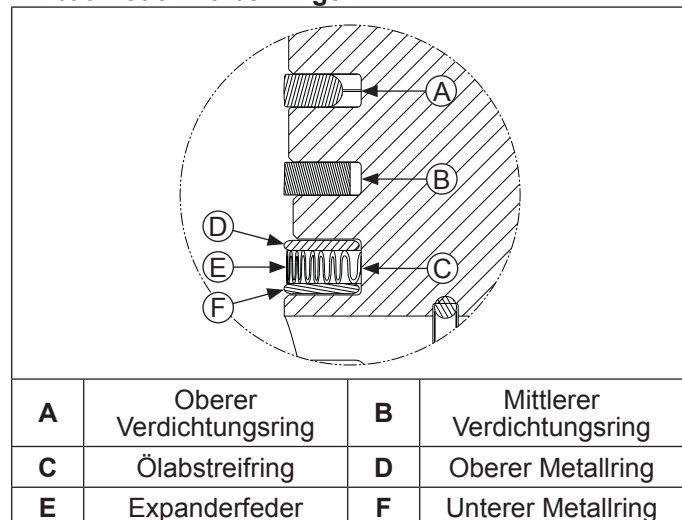 A
B
D
E
C
F
A Oberer Verdichtungsring B Mittlerer Verdichtungsring
C Ölabstreifring D Oberer Metallring
E Expanderfeder F Unterer Metallring